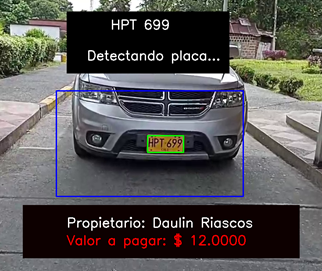 HPT 699
Detectando placa...
HPT 699
Propietario: Daulin Riascos
Valor a pagar: $ 12.0000